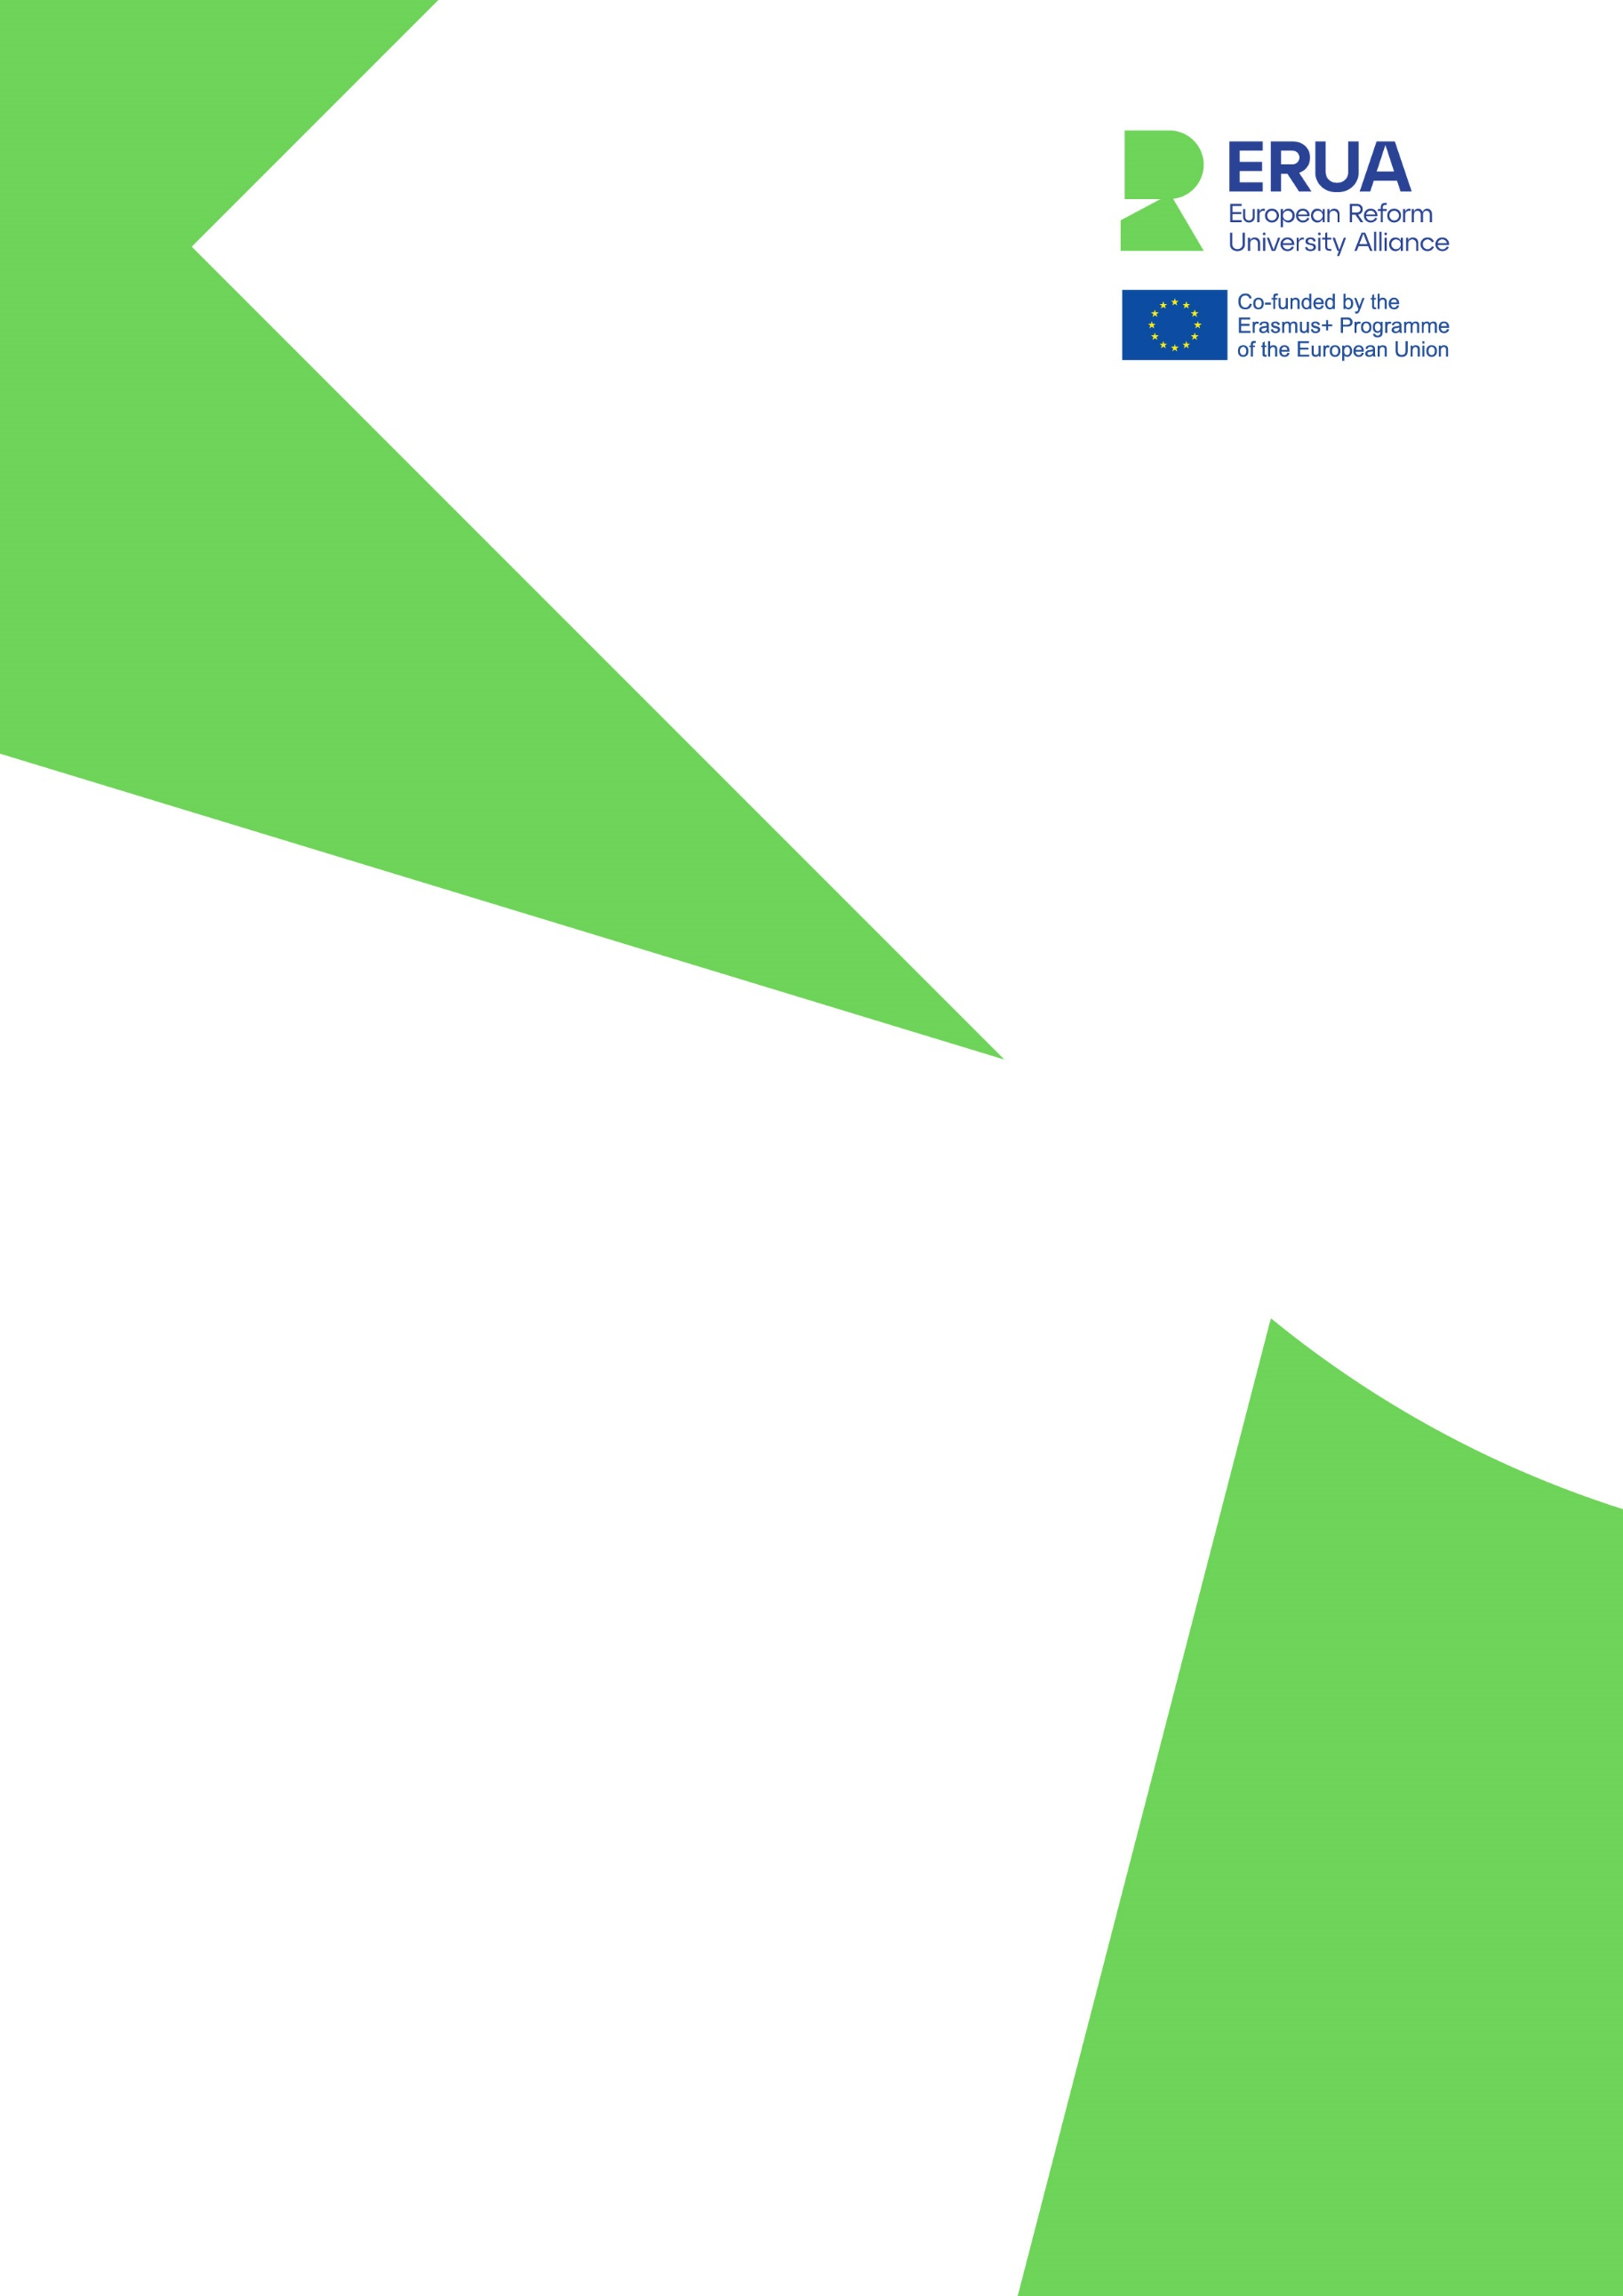 ERUA
European Reform
University Alliance
Co-funded by the
Erasmus+ Programme
of the European Union